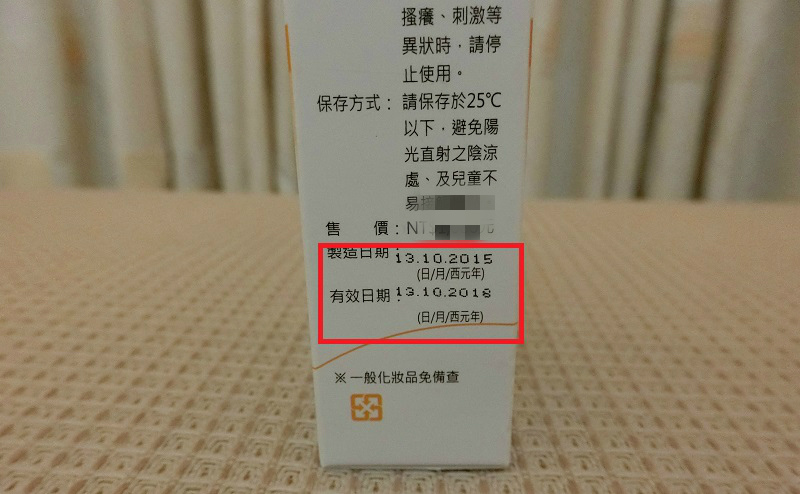 搔癢、刺激等
異狀時，請停
止使用。
保存方式：請保存於25℃
以下，避免陽
光直射之陰涼
處、及兒童不
易
售 價：NT
製造日期：13.10.2015
(日/月/西元年)
有效日期：13.10.2018
(日/月/西元年)
※一般化妝品免備查